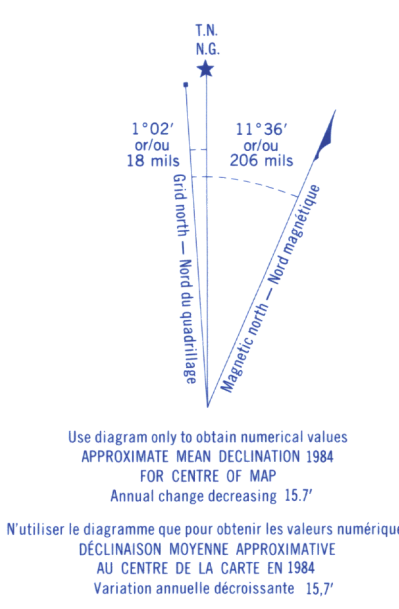 T.N.
N.G.
1°02'
or/ou
18 mils
11°36'
or/ou
206 mils
Grid north — Nord du quadrillage
Magnetic north — Nord magnétique
Use diagram only to obtain numerical values
APPROXIMATE MEAN DECLINATION 1984
FOR CENTRE OF MAP
Annual change decreasing 15.7'
N'utiliser le diagramme que pour obtenir les valeurs numérique
DÉCLINAISON MOYENNE APPROXIMATIVE
AU CENTRE DE LA CARTE EN 1984
Variation annuelle décroissante 15,7'